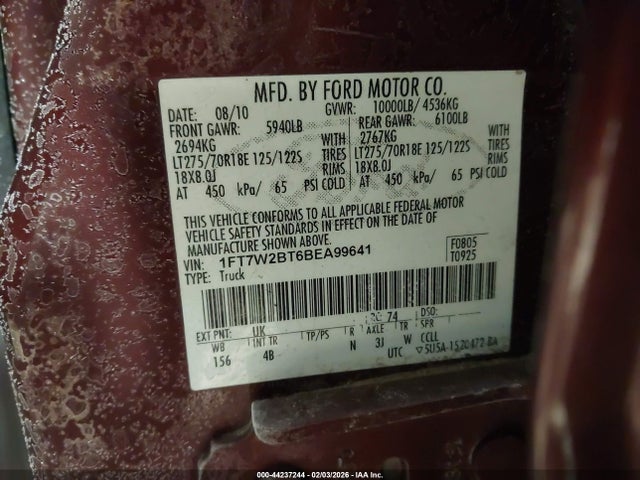 MFD. BY FORD MOTOR CO.
DATE: 08/10 GVWR: 10000LB/ 4536KG
FRONT GAWR: 5940LB REAR GAWR: 6100LB
2694KG WITH 2767KG WITH
LT275/70R18E 125/122S TIRES LT275/70R18E 125/122S TIRES
18X8.0J RIMS 18X8.0J RIMS
AT 450 kPa/ 65 PSI COLD AT 450 kPa/ 65 PSI COLD
THIS VEHICLE CONFORMS TO ALL APPLICABLE FEDERAL MOTOR
VEHICLE SAFETY STANDARDS IN EFFECT ON THE DATE OF
MANUFACTURE SHOWN ABOVE.
VIN: 1FT7W2BT6BEA99641 F0805
TYPE: Truck T0925
EXT PNT: UK 74 DSO:
WB INT TR TP/PS R AXLE TR SPR
156 4B N 3J W CCLL
UTC
000-44237244 02/03/2026 - IAA Inc.